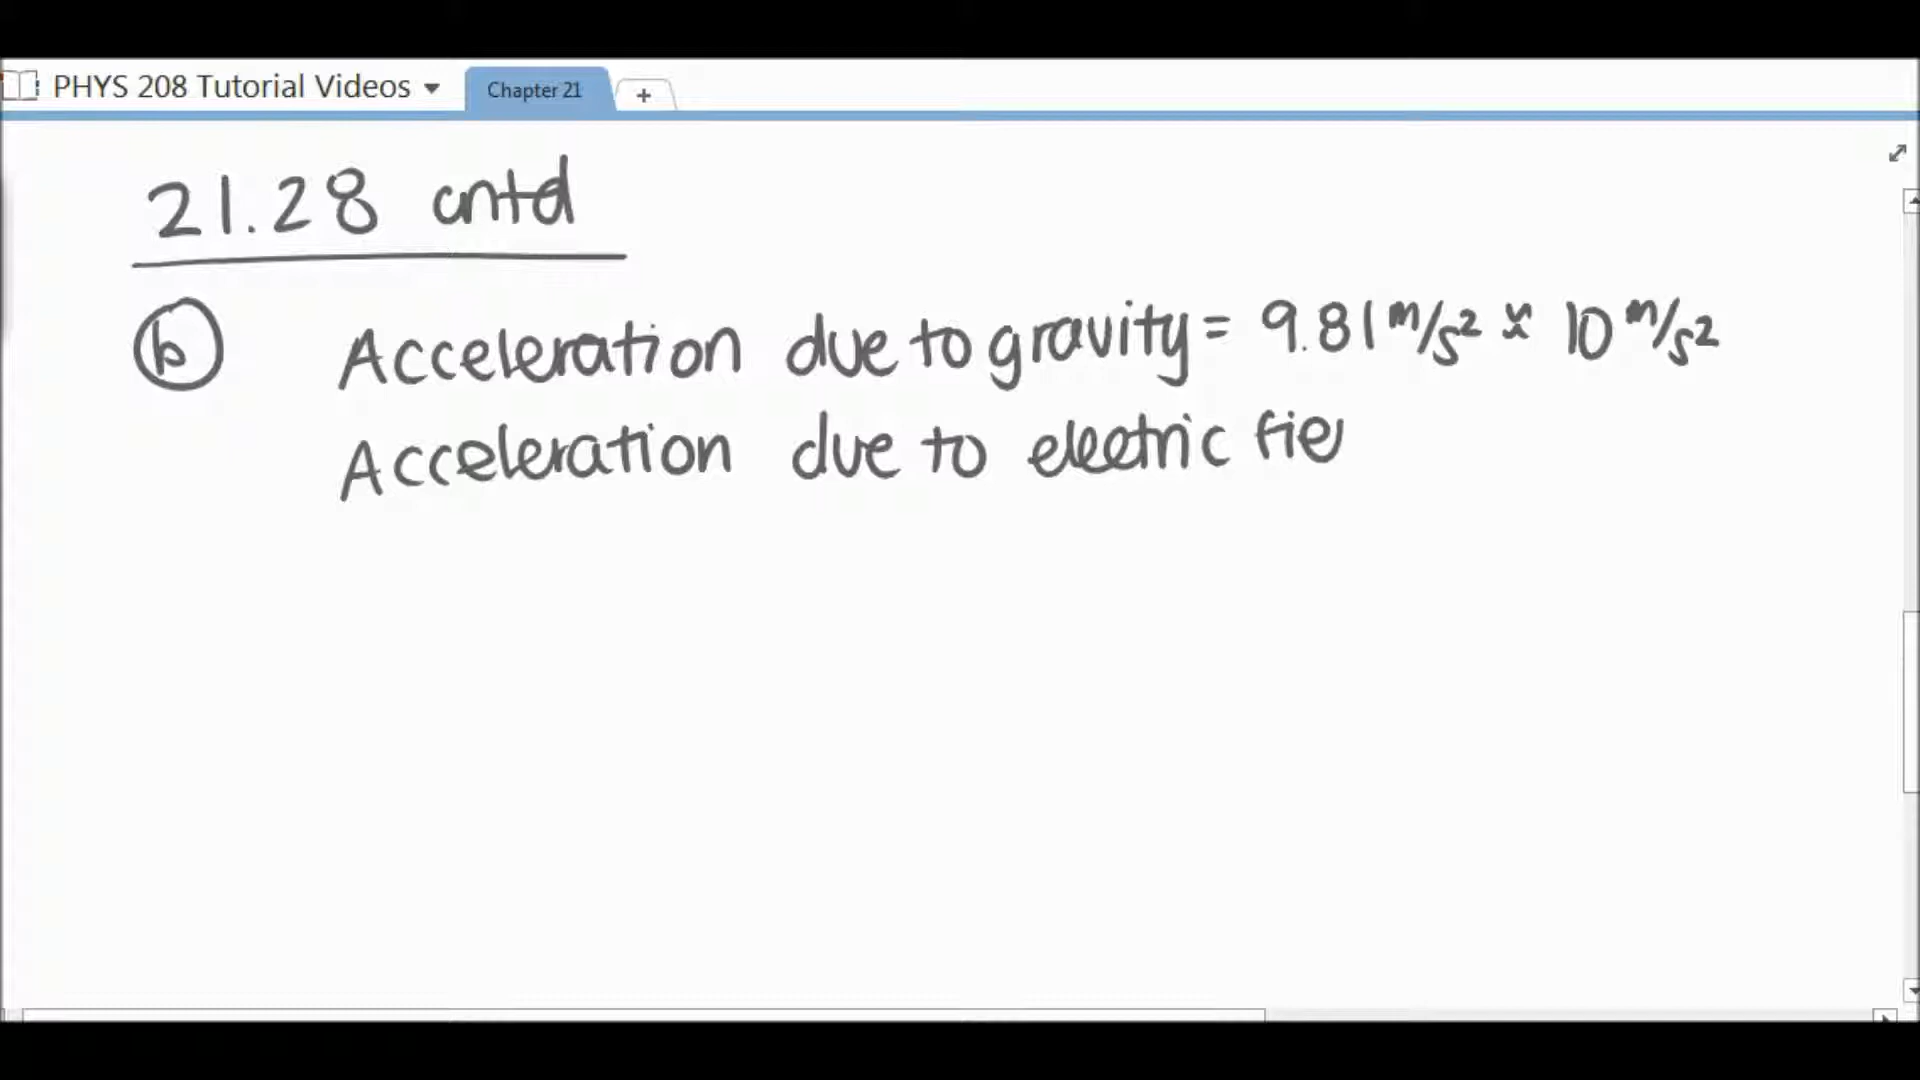 PHYS 208 Tutorial Videos Chapter 21 +
21.28 cntd
b Acceleration due to gravity = 9.81 m/s² ≈ 10 m/s²
Acceleration due to electric fie